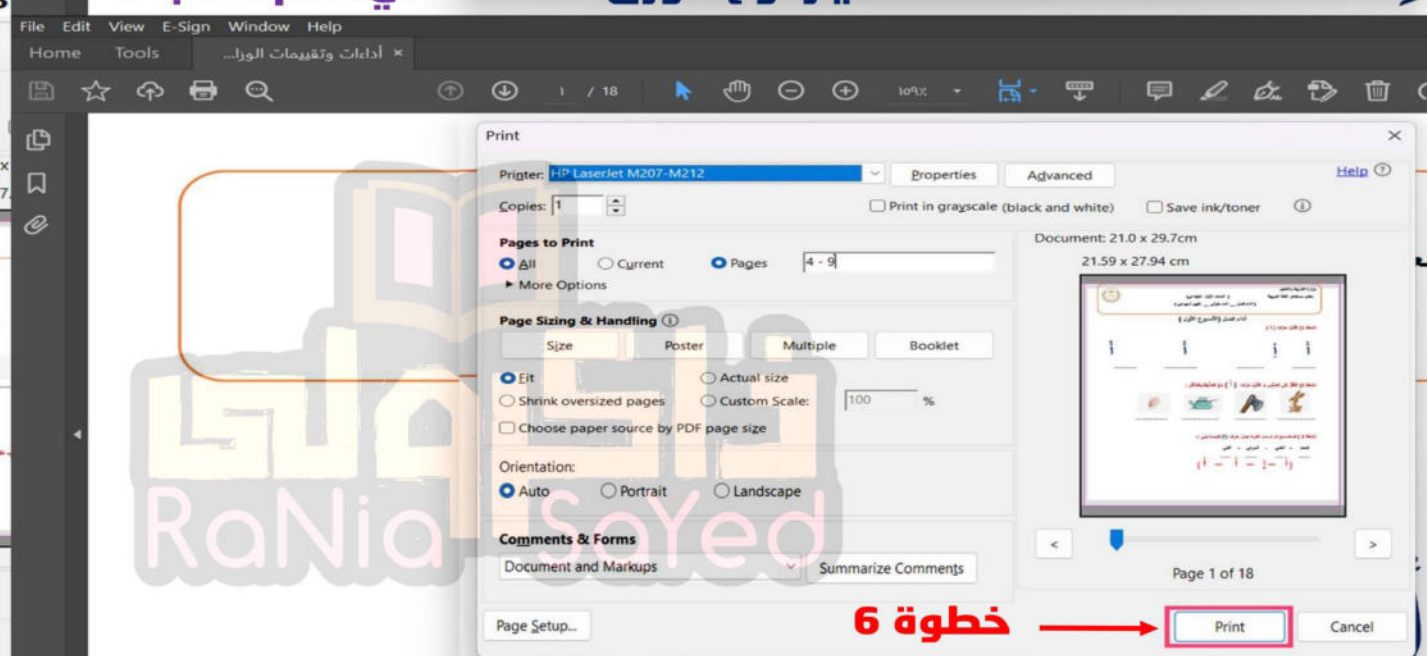 File Edit View E-Sign Window Help
Home Tools أداءات وتقييمات الوزا... ×
١ / 18 109%
Print
Printer: HP LaserJet M207-M212 Properties Advanced Help
Copies: 1 Print in grayscale (black and white) Save ink/toner
Pages to Print
All Current Pages 4 - 9
More Options
Page Sizing & Handling
Size Poster Multiple Booklet
Fit Actual size
Shrink oversized pages Custom Scale: 100 %
Choose paper source by PDF page size
Orientation:
Auto Portrait Landscape
Comments & Forms
Document and Markups Summarize Comments
Document: 21.0 x 29.7cm
21.59 x 27.94 cm
< >
Page 1 of 18
Page Setup... خطوة 6 Print Cancel
RaNia SaYed